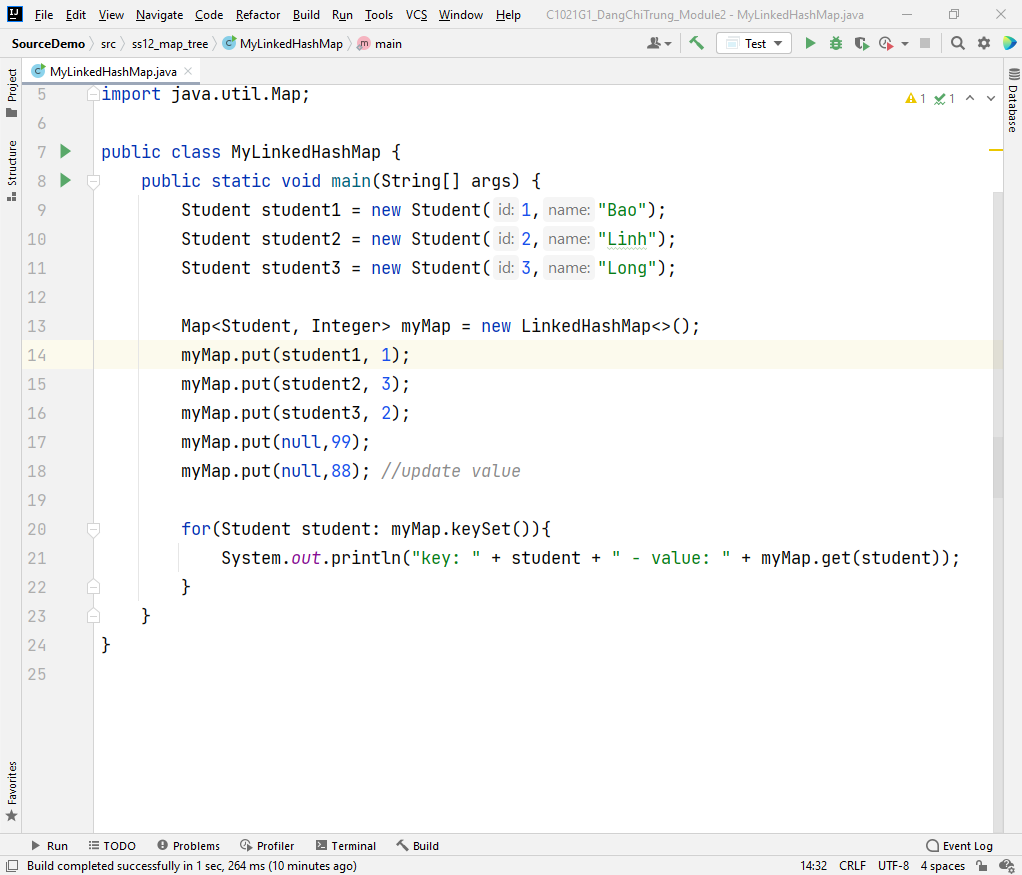 File Edit View Navigate Code Refactor Build Run Tools VCS Window Help C1021G1_DangChiTrung_Module2 - MyLinkedHashMap.java
SourceDemo src ss12_map_tree MyLinkedHashMap main Test
MyLinkedHashMap.java
Project
Structure
Favorites
Database
1 1
5 import java.util.Map;
6
7 public class MyLinkedHashMap {
8 public static void main(String[] args) {
9 Student student1 = new Student( id: 1, name: "Bao");
10 Student student2 = new Student( id: 2, name: "Linh");
11 Student student3 = new Student( id: 3, name: "Long");
12
13 Map<Student, Integer> myMap = new LinkedHashMap<>();
14 myMap.put(student1, 1);
15 myMap.put(student2, 3);
16 myMap.put(student3, 2);
17 myMap.put(null,99);
18 myMap.put(null,88); //update value
19
20 for(Student student: myMap.keySet()){
21 System.out.println("key: " + student + " - value: " + myMap.get(student));
22 }
23 }
24 }
25
Run TODO Problems Profiler Terminal Build Event Log
Build completed successfully in 1 sec, 264 ms (10 minutes ago) 14:32 CRLF UTF-8 4 spaces